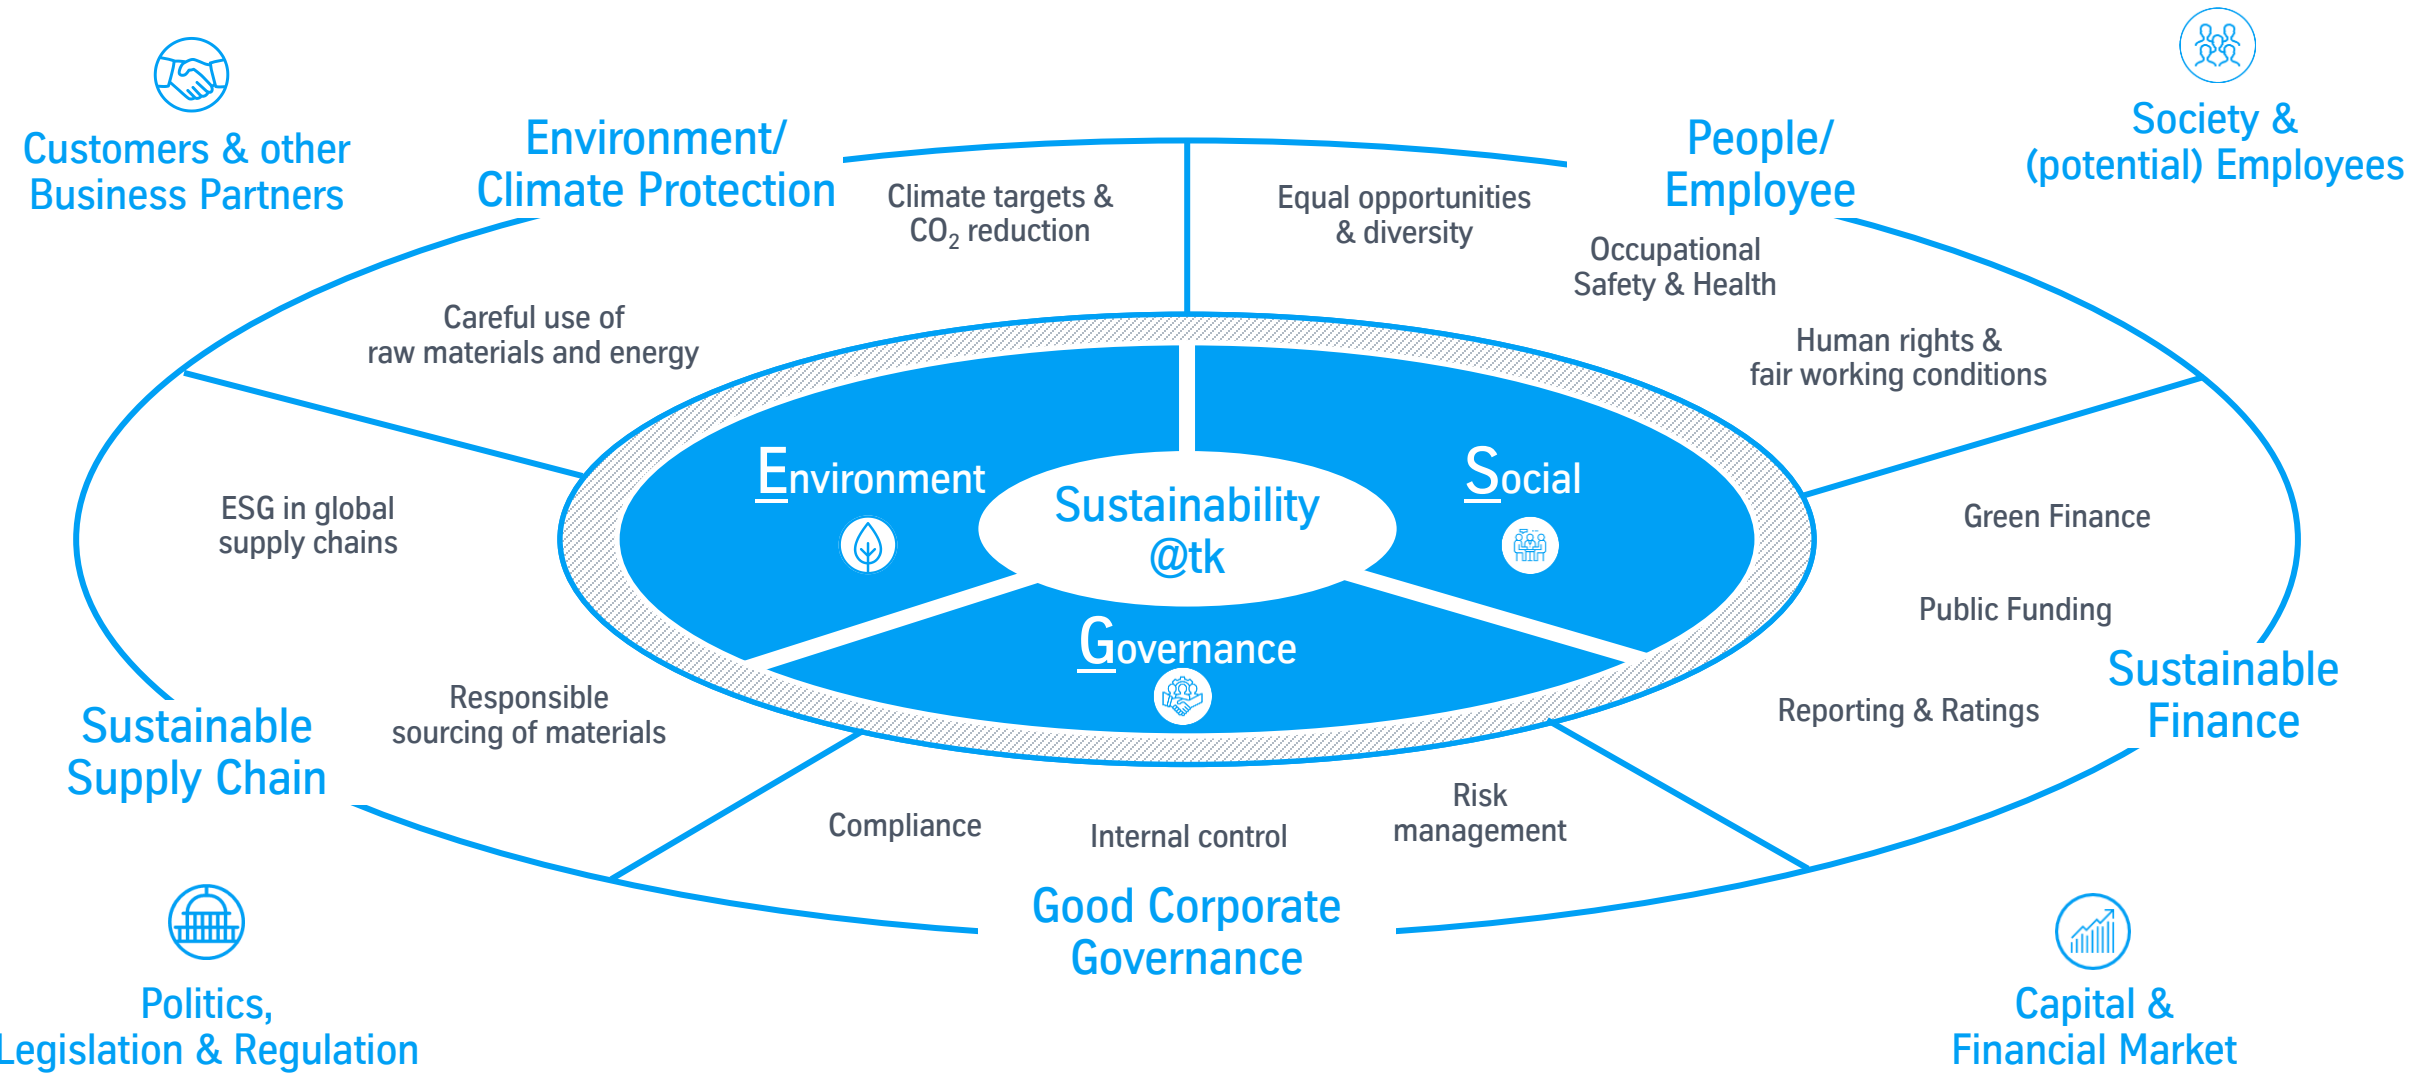 Customers & other
Business Partners
Environment/
Climate Protection
People/
Employee
Society &
(potential) Employees
Climate targets &
CO₂ reduction
Equal opportunities
& diversity
Occupational
Safety & Health
Careful use of
raw materials and energy
Human rights &
fair working conditions
Environment
Sustainability
@tk
Social
ESG in global
supply chains
Green Finance
Public Funding
Governance
Responsible
sourcing of materials
Reporting & Ratings
Sustainable
Finance
Sustainable
Supply Chain
Compliance
Internal control
Risk
management
Good Corporate
Governance
Politics,
Legislation & Regulation
Capital &
Financial Market